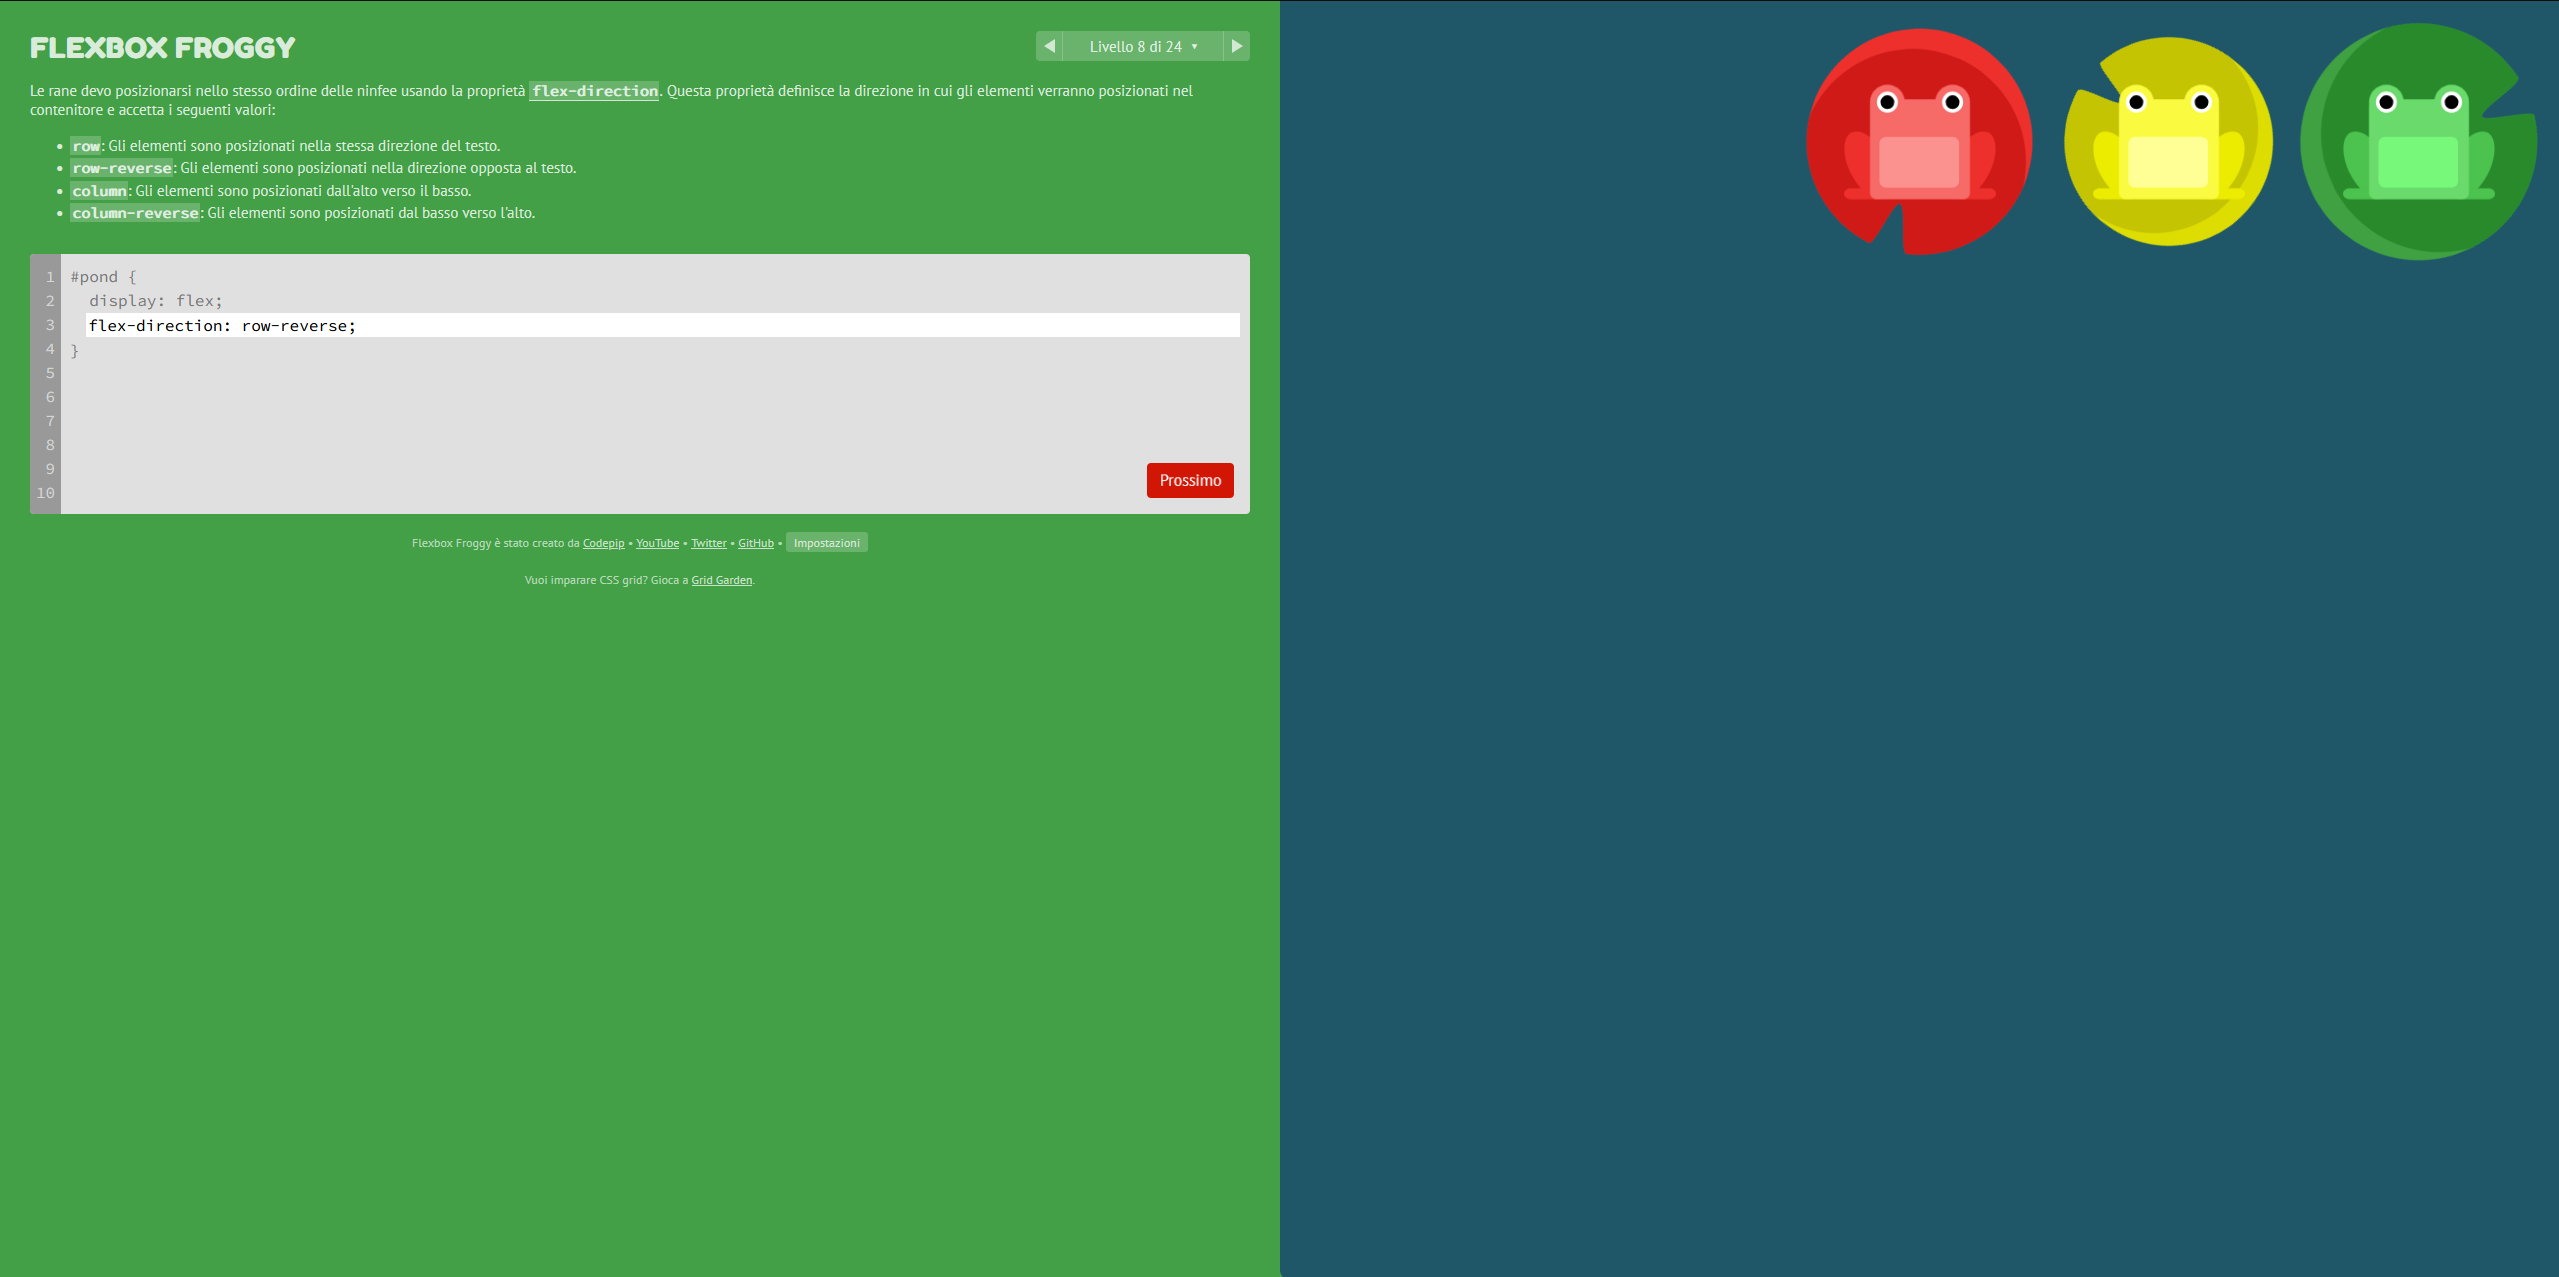 FLEXBOX FROGGY
Livello 8 di 24 ▾
Le rane devo posizionarsi nello stesso ordine delle ninfee usando la proprietà flex-direction. Questa proprietà definisce la direzione in cui gli elementi verranno posizionati nel
contenitore e accetta i seguenti valori:
• row: Gli elementi sono posizionati nella stessa direzione del testo.
• row-reverse: Gli elementi sono posizionati nella direzione opposta al testo.
• column: Gli elementi sono posizionati dall'alto verso il basso.
• column-reverse: Gli elementi sono posizionati dal basso verso l'alto.
1 #pond {
2 display: flex;
3 flex-direction: row-reverse;
4 }
5
6
7
8
9
10
Prossimo
Flexbox Froggy è stato creato da Codepip • YouTube • Twitter • GitHub • Impostazioni
Vuoi imparare CSS grid? Gioca a Grid Garden.